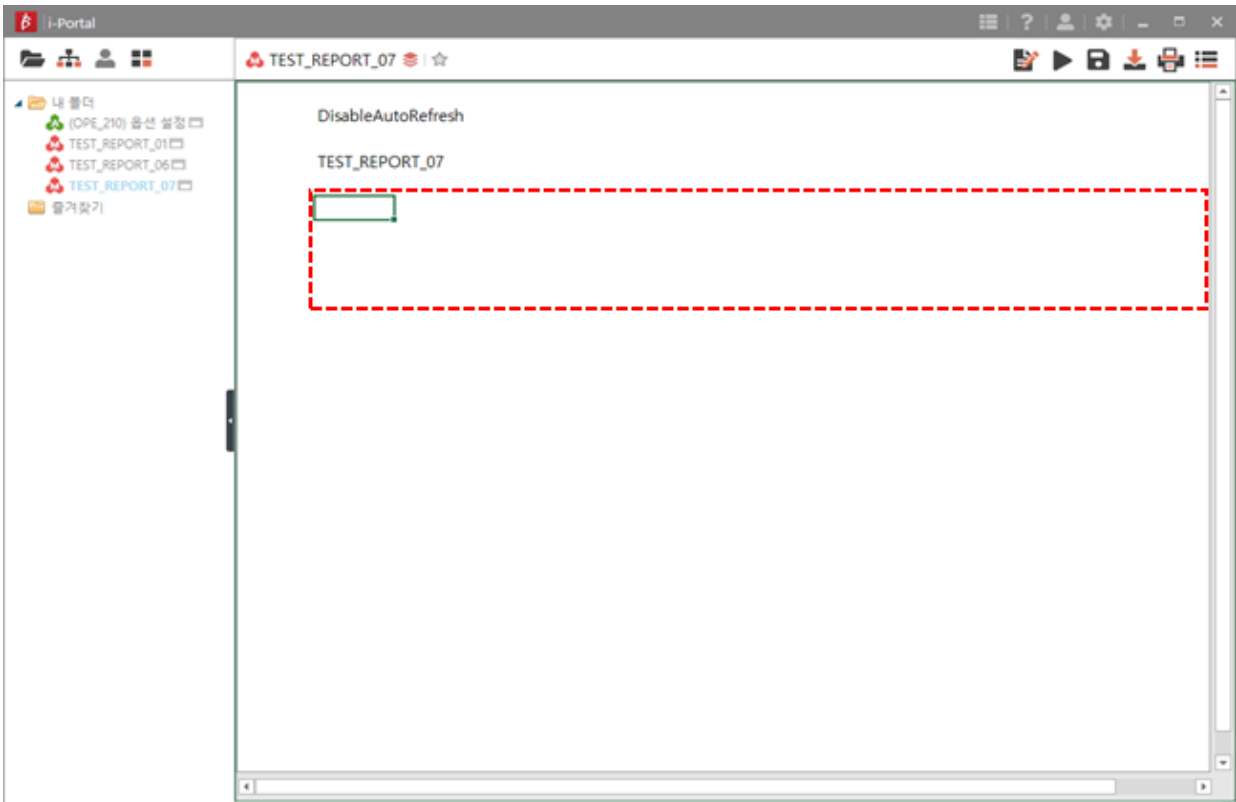 i-Portal
TEST_REPORT_07
내 폴더
(OPE_210) 옵션 설정
TEST_REPORT_01
TEST_REPORT_06
TEST_REPORT_07
즐겨찾기
DisableAutoRefresh
TEST_REPORT_07